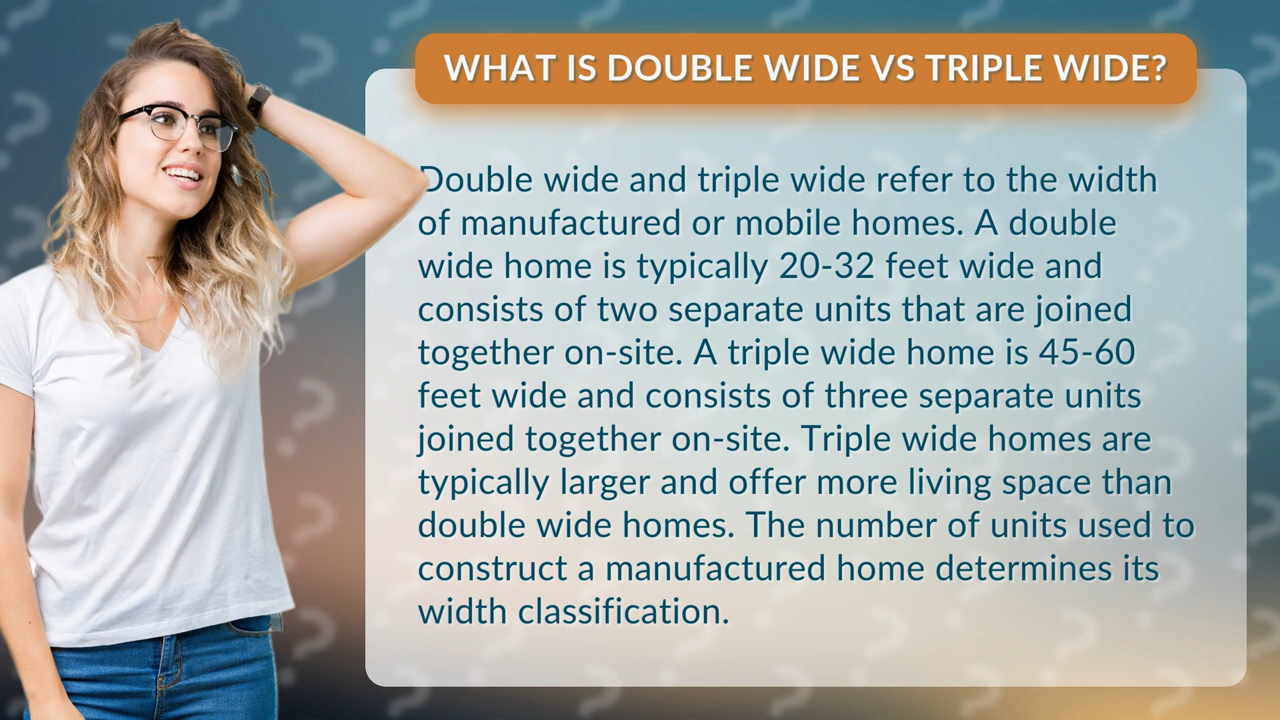 WHAT IS DOUBLE WIDE VS TRIPLE WIDE?
Double wide and triple wide refer to the width
of manufactured or mobile homes. A double
wide home is typically 20-32 feet wide and
consists of two separate units that are joined
together on-site. A triple wide home is 45-60
feet wide and consists of three separate units
joined together on-site. Triple wide homes are
typically larger and offer more living space than
double wide homes. The number of units used to
construct a manufactured home determines its
width classification.